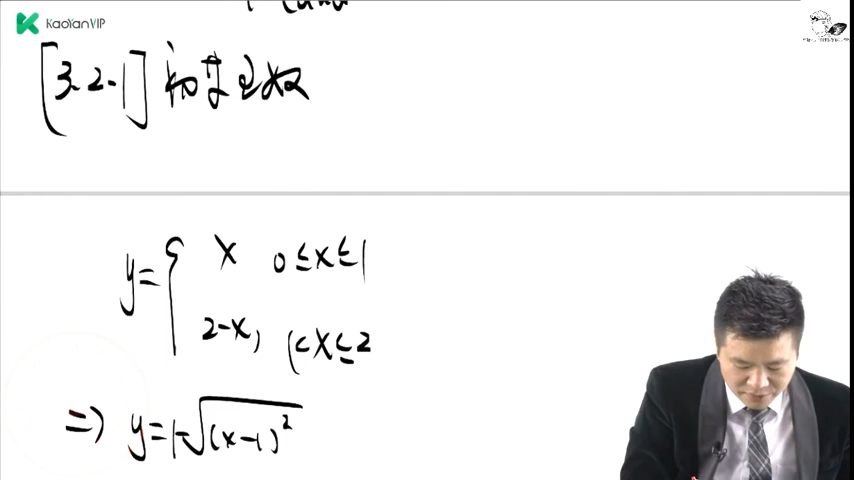 KaoYanVIP
[3.2-1] 初等函数
y={ x 0≤x≤1
2-x, 1<x≤2
=> y=1-√(x-1)²